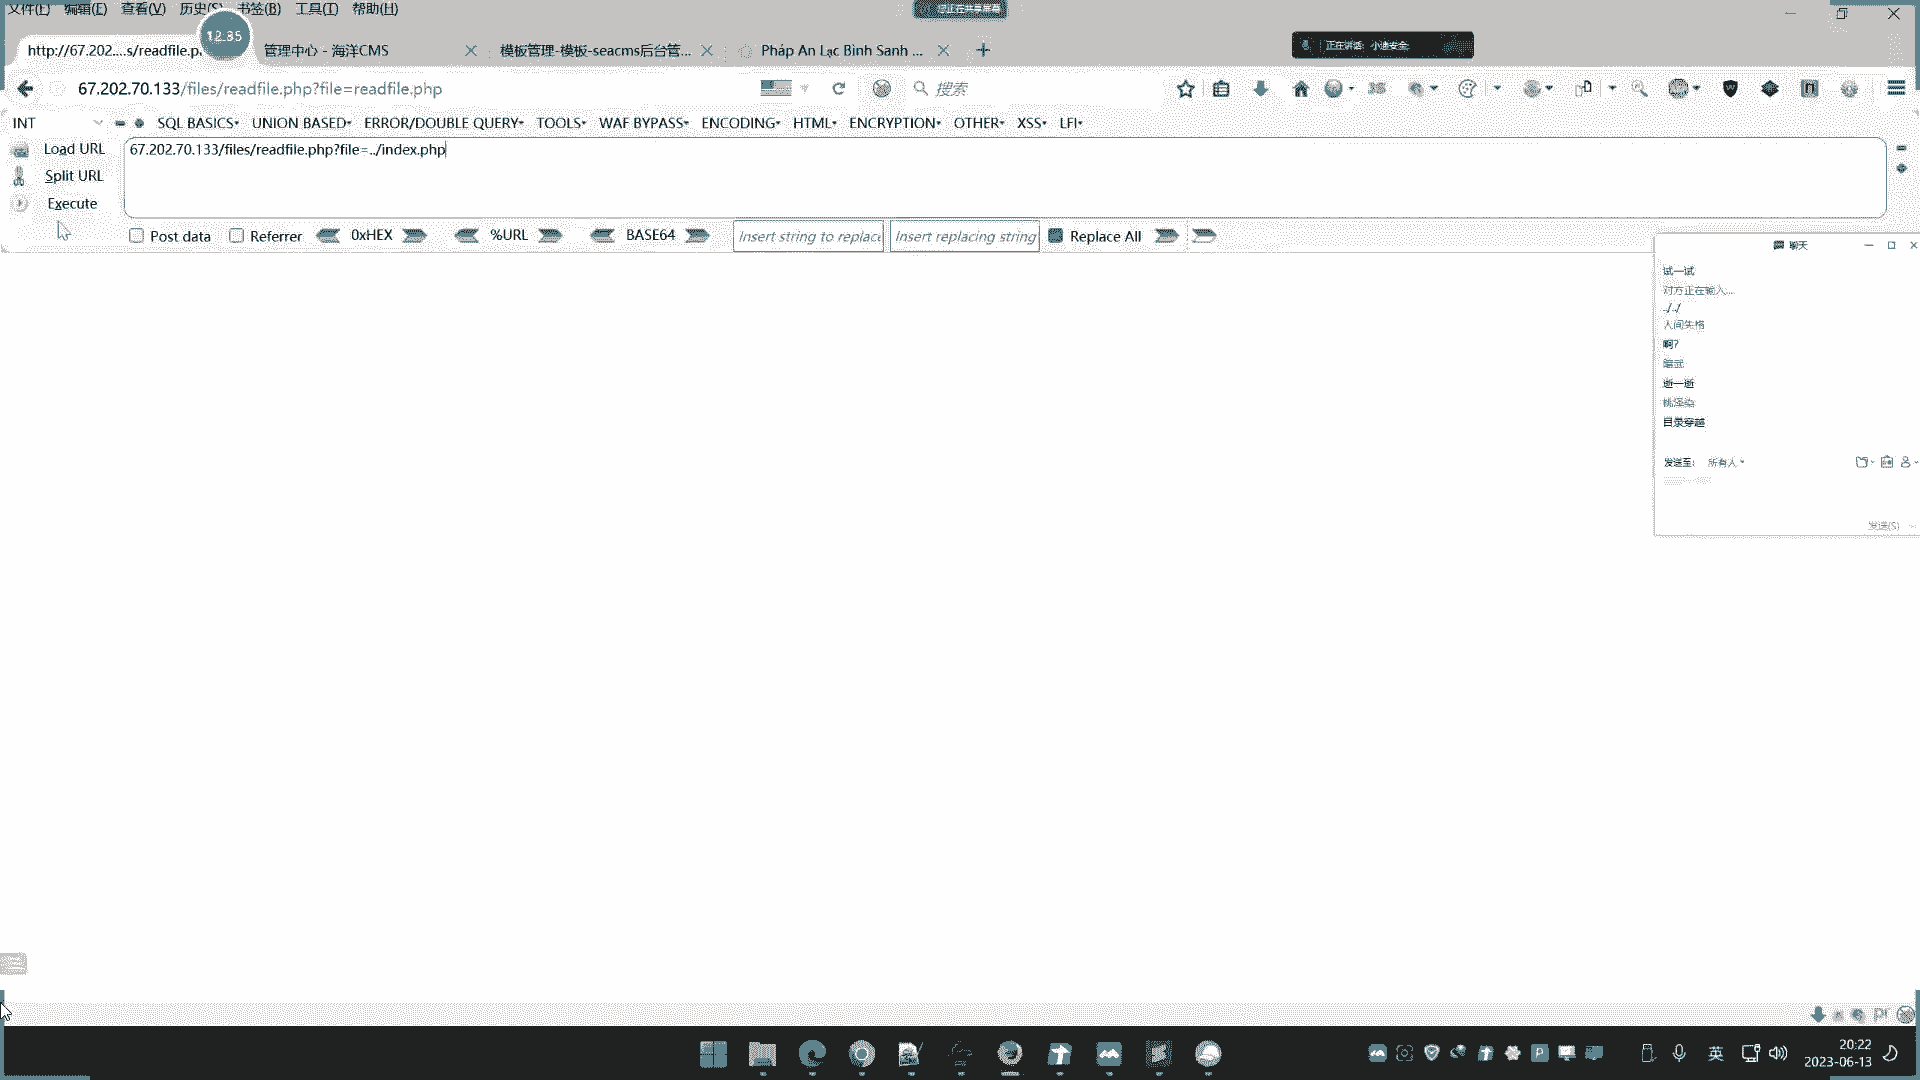 文件(F) 编辑(E) 查看(V) 历史(S) 书签(B) 工具(T) 帮助(H)
您正在共享屏幕
12.35
http://67.202....s/readfile.p
管理中心 - 海洋CMS
模板管理-模板-seacms后台管...
Pháp An Lạc Bình Sanh ...
正在讲话: 小迪安全;
67.202.70.133/files/readfile.php?file=readfile.php
搜索
INT
SQL BASICS
UNION BASED
ERROR/DOUBLE QUERY
TOOLS
WAF BYPASS
ENCODING
HTML
ENCRYPTION
OTHER
XSS
LFI
Load URL
67.202.70.133/files/readfile.php?file=../index.php
Split URL
Execute
Post data
Referrer
0xHEX
%URL
BASE64
Insert string to replace
Insert replacing string
Replace All
聊天
试一试
对方正在输入...
../../
人间失格
啊?
逝一逝
目录穿越
发送至: 所有人
发送(S)
英
20:22
2023-06-13